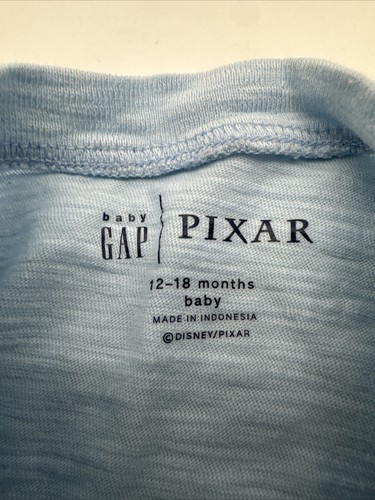 baby
GAP PIXAR
12-18 months
baby
MADE IN INDONESIA
©DISNEY/PIXAR